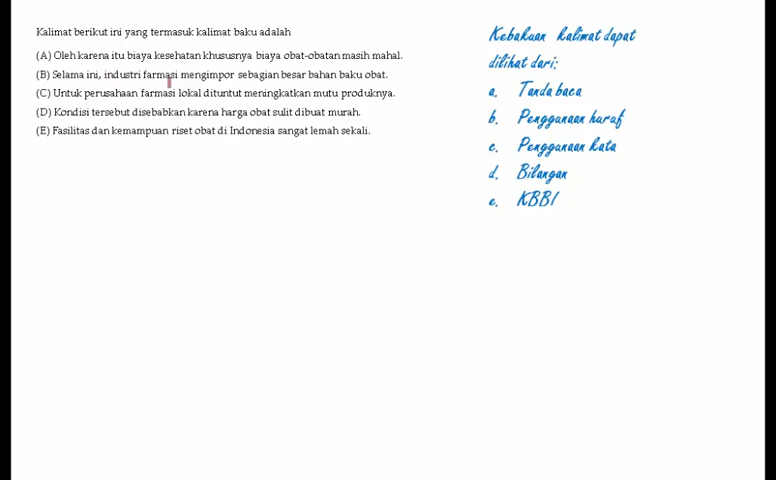 Kalimat berikut ini yang termasuk kalimat baku adalah
(A) Oleh karena itu biaya kesehatan khususnya biaya obat-obatan masih mahal.
(B) Selama ini, industri farmasi mengimpor sebagian besar bahan baku obat.
(C) Untuk perusahaan farmasi lokal dituntut meningkatkan mutu produknya.
(D) Kondisi tersebut disebabkan karena harga obat sulit dibuat murah.
(E) Fasilitas dan kemampuan riset obat di Indonesia sangat lemah sekali.
Kebakuan kalimat dapat
dilihat dari:
a. Tanda baca
b. Penggunaan huruf
c. Penggunaan kata
d. Bilangan
e. KBBI